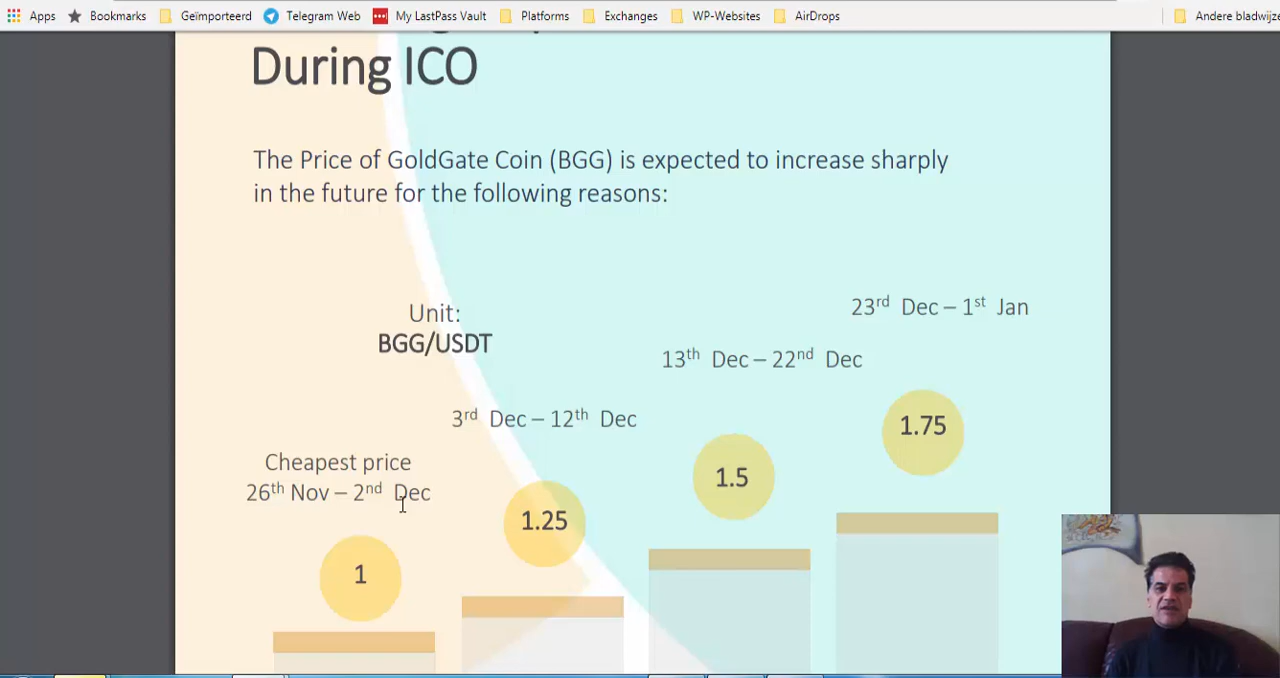 Apps Bookmarks Geïmporteerd Telegram Web My LastPass Vault Platforms Exchanges WP-Websites AirDrops Andere bladwijze
During ICO
The Price of GoldGate Coin (BGG) is expected to increase sharply
in the future for the following reasons:
23rd Dec – 1st Jan
Unit:
BGG/USDT
13th Dec – 22nd Dec
3rd Dec – 12th Dec
1.75
Cheapest price
26th Nov – 2nd Dec
1.5
1.25
1